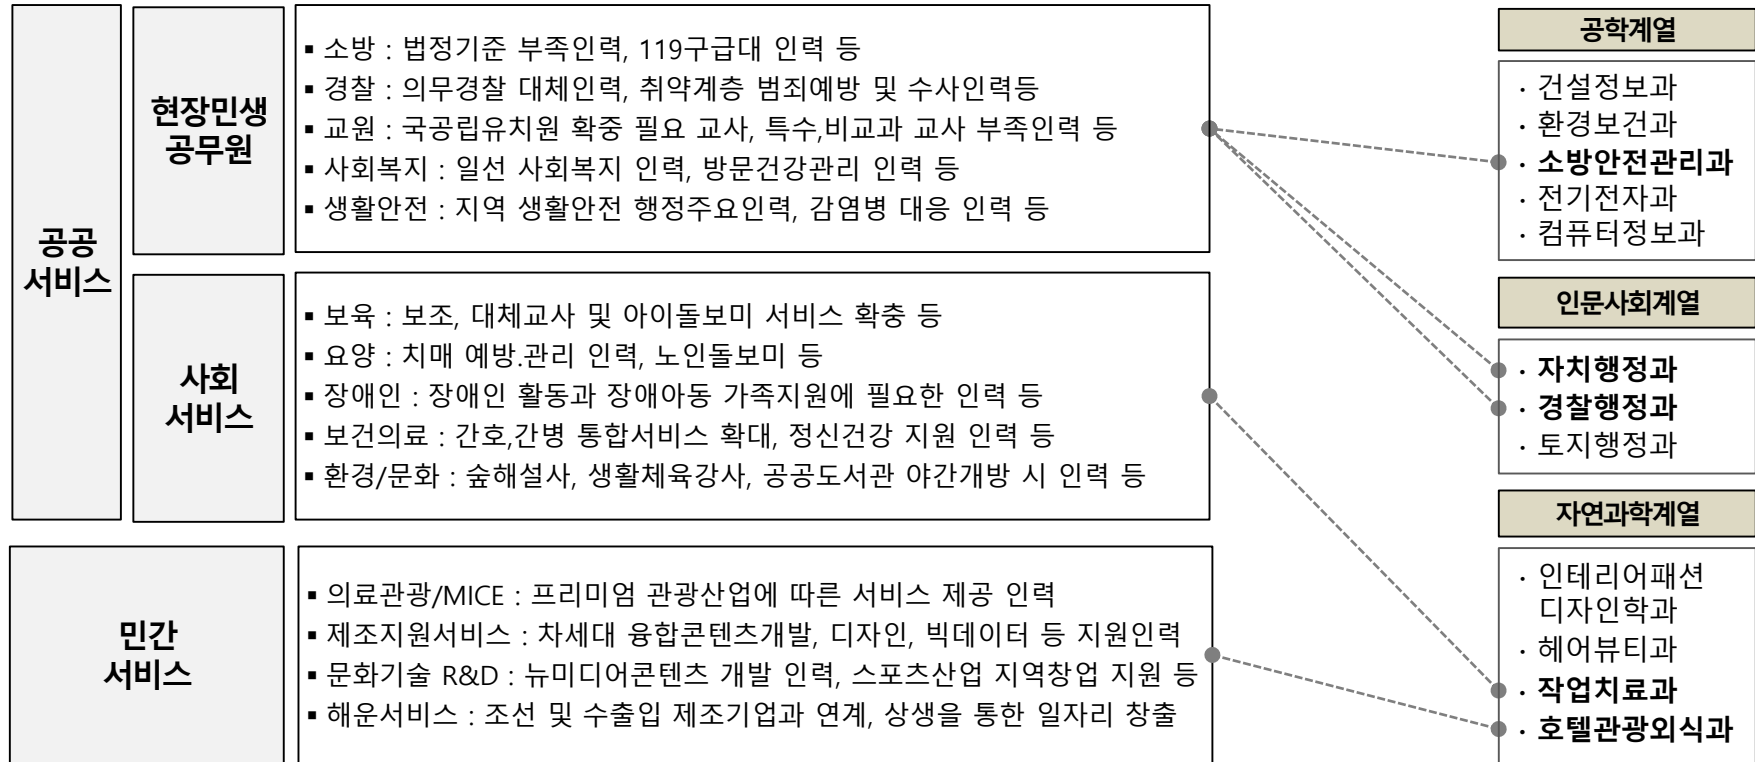 공공
서비스
현장민생
공무원
▪ 소방 : 법정기준 부족인력, 119구급대 인력 등
▪ 경찰 : 의무경찰 대체인력, 취약계층 범죄예방 및 수사인력등
▪ 교원 : 국공립유치원 확중 필요 교사, 특수,비교과 교사 부족인력 등
▪ 사회복지 : 일선 사회복지 인력, 방문건강관리 인력 등
▪ 생활안전 : 지역 생활안전 행정주요인력, 감염병 대응 인력 등
사회
서비스
▪ 보육 : 보조, 대체교사 및 아이돌보미 서비스 확충 등
▪ 요양 : 치매 예방.관리 인력, 노인돌보미 등
▪ 장애인 : 장애인 활동과 장애아동 가족지원에 필요한 인력 등
▪ 보건의료 : 간호,간병 통합서비스 확대, 정신건강 지원 인력 등
▪ 환경/문화 : 숲해설사, 생활체육강사, 공공도서관 야간개방 시 인력 등
민간
서비스
▪ 의료관광/MICE : 프리미엄 관광산업에 따른 서비스 제공 인력
▪ 제조지원서비스 : 차세대 융합콘텐츠개발, 디자인, 빅데이터 등 지원인력
▪ 문화기술 R&D : 뉴미디어콘텐츠 개발 인력, 스포츠산업 지역창업 지원 등
▪ 해운서비스 : 조선 및 수출입 제조기업과 연계, 상생을 통한 일자리 창출
공학계열
· 건설정보과
· 환경보건과
· 소방안전관리과
· 전기전자과
· 컴퓨터정보과
인문사회계열
· 자치행정과
· 경찰행정과
· 토지행정과
자연과학계열
· 인테리어패션
디자인학과
· 헤어뷰티과
· 작업치료과
· 호텔관광외식과